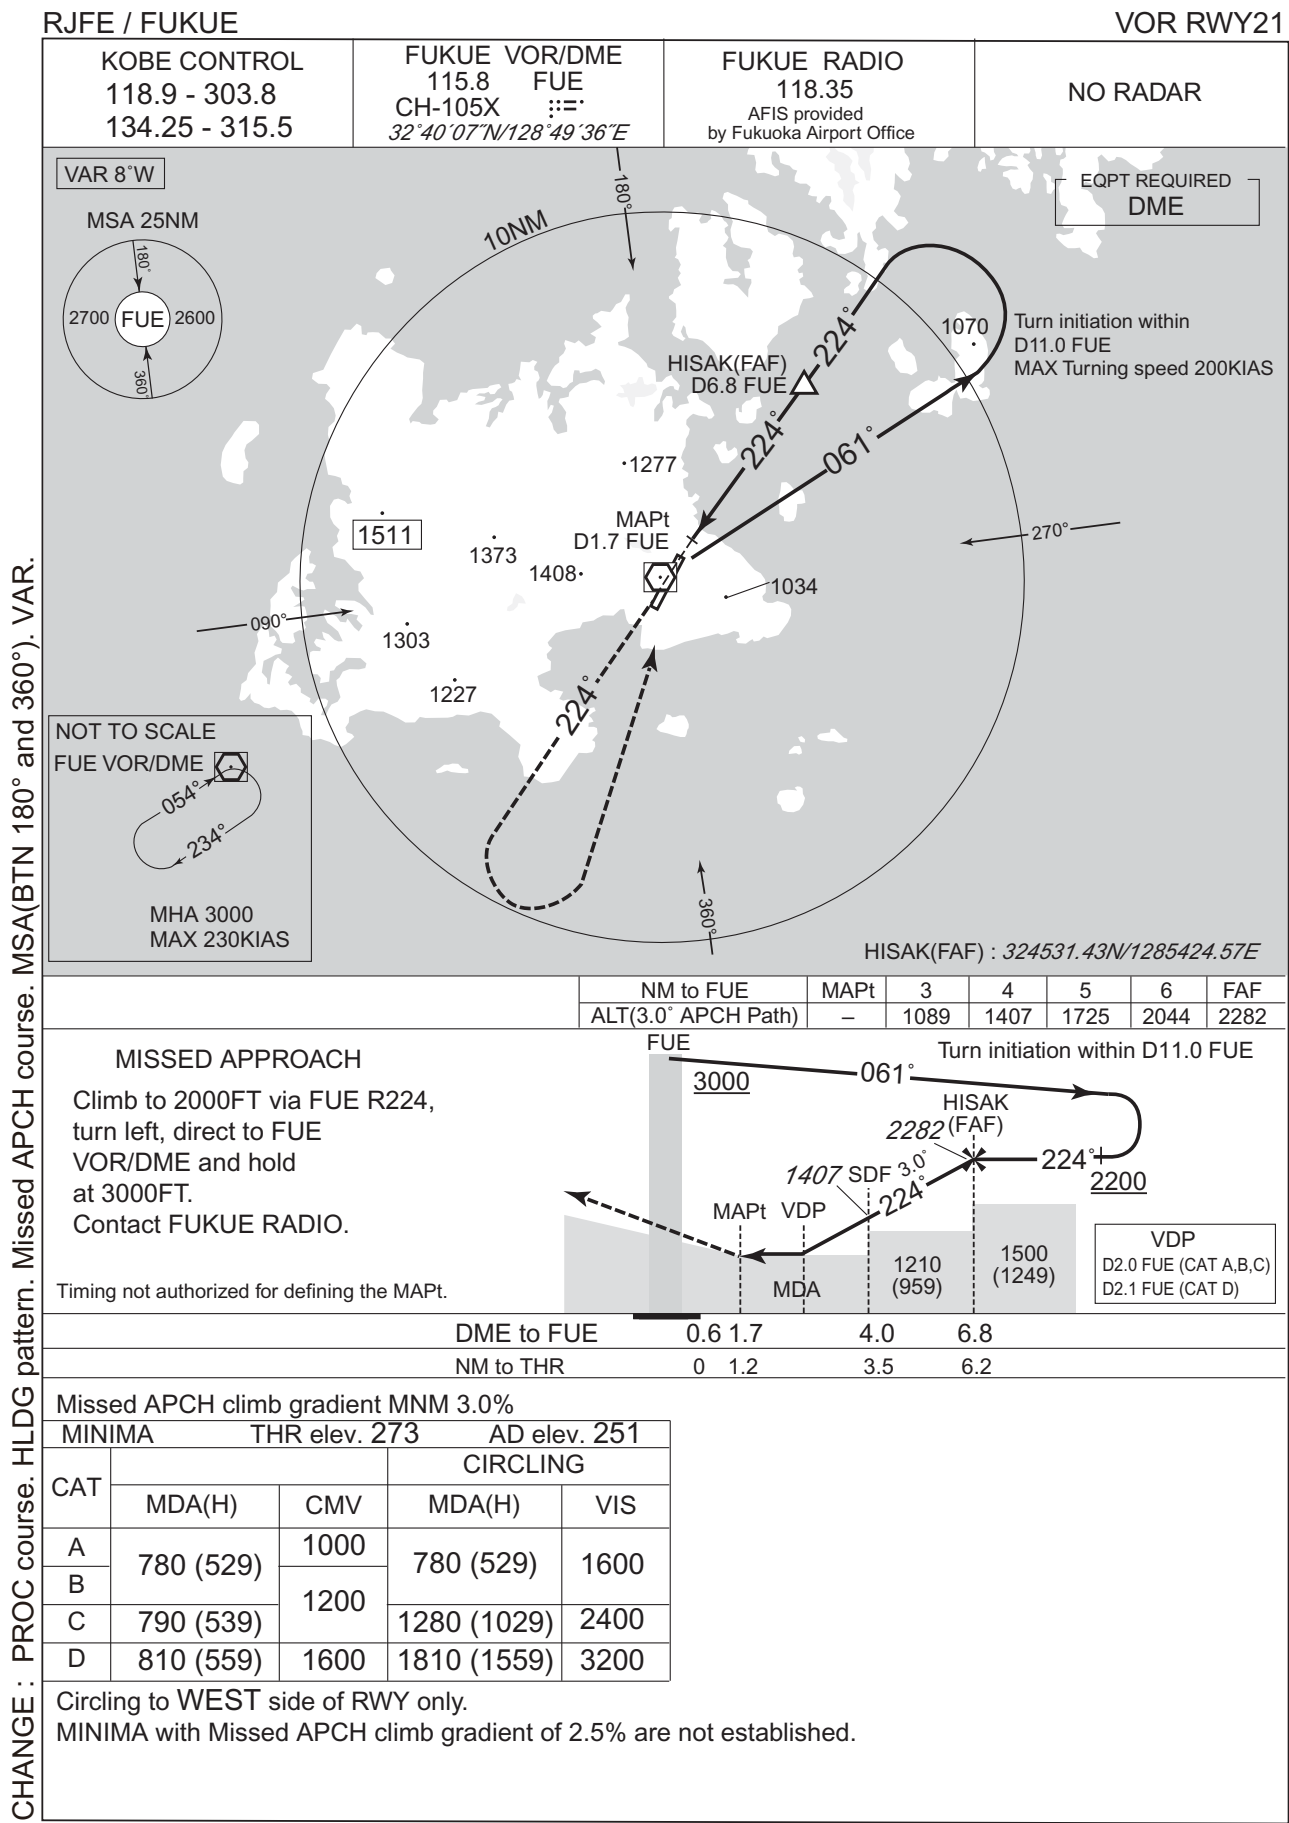 RJFE / FUKUE
VOR RWY21
KOBE CONTROL
118.9 - 303.8
134.25 - 315.5
FUKUE VOR/DME
115.8 FUE
CH-105X
32°40´07˝N/128°49´36˝E
FUKUE RADIO
118.35
AFIS provided
by Fukuoka Airport Office
NO RADAR
VAR 8°W
MSA 25NM
180°
2700
FUE
2600
360°
10NM
180°
EQPT REQUIRED
DME
224°
1070
Turn initiation within
D11.0 FUE
MAX Turning speed 200KIAS
HISAK(FAF)
D6.8 FUE
224°
061°
1277
1511
1373
MAPt
D1.7 FUE
1408
270°
1034
090°
1303
1227
224°
NOT TO SCALE
FUE VOR/DME
054°
234°
MHA 3000
MAX 230KIAS
360°
HISAK(FAF) : 324531.43N/1285424.57E
NM to FUE MAPt 3 4 5 6 FAF
ALT(3.0° APCH Path) – 1089 1407 1725 2044 2282
MISSED APPROACH
Climb to 2000FT via FUE R224,
turn left, direct to FUE
VOR/DME and hold
at 3000FT.
Contact FUKUE RADIO.
Timing not authorized for defining the MAPt.
FUE
Turn initiation within D11.0 FUE
3000
061°
HISAK
(FAF)
2282
224°
2200
1407 SDF 3.0°
224°
MAPt VDP
MDA
1210
(959)
1500
(1249)
VDP
D2.0 FUE (CAT A,B,C)
D2.1 FUE (CAT D)
DME to FUE 0.6 1.7 4.0 6.8
NM to THR 0 1.2 3.5 6.2
Missed APCH climb gradient MNM 3.0%
MINIMA THR elev. 273 AD elev. 251
CAT
CIRCLING
MDA(H) CMV MDA(H) VIS
A 780 (529) 1000 780 (529) 1600
B 1200
C 790 (539) 1280 (1029) 2400
D 810 (559) 1600 1810 (1559) 3200
Circling to WEST side of RWY only.
MINIMA with Missed APCH climb gradient of 2.5% are not established.
CHANGE : PROC course. HLDG pattern. Missed APCH course. MSA(BTN 180° and 360°). VAR.